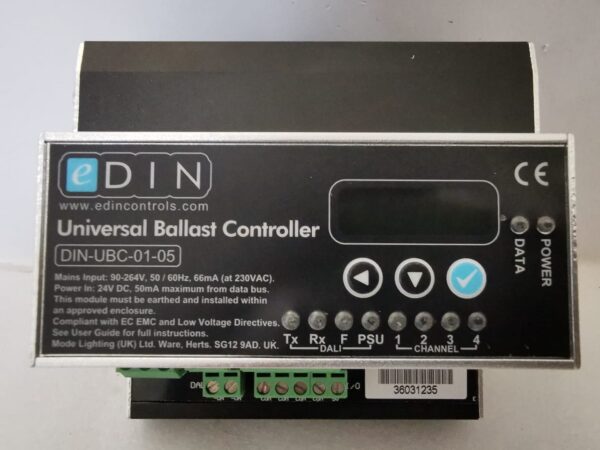 eDIN
www.edincontrols.com
CE
Universal Ballast Controller
DIN-UBC-01-05
Mains Input: 90-264V, 50 / 60Hz, 66mA (at 230VAC).
Power In: 24V DC, 50mA maximum from data bus.
This module must be earthed and installed within
an approved enclosure.
Compliant with EC EMC and Low Voltage Directives.
See User Guide for full instructions.
Mode Lighting (UK) Ltd. Ware, Herts. SG12 9AD. UK.
DATA
POWER
Tx Rx F PSU 1 2 3 4
DALI CHANNEL
I/O
36031235